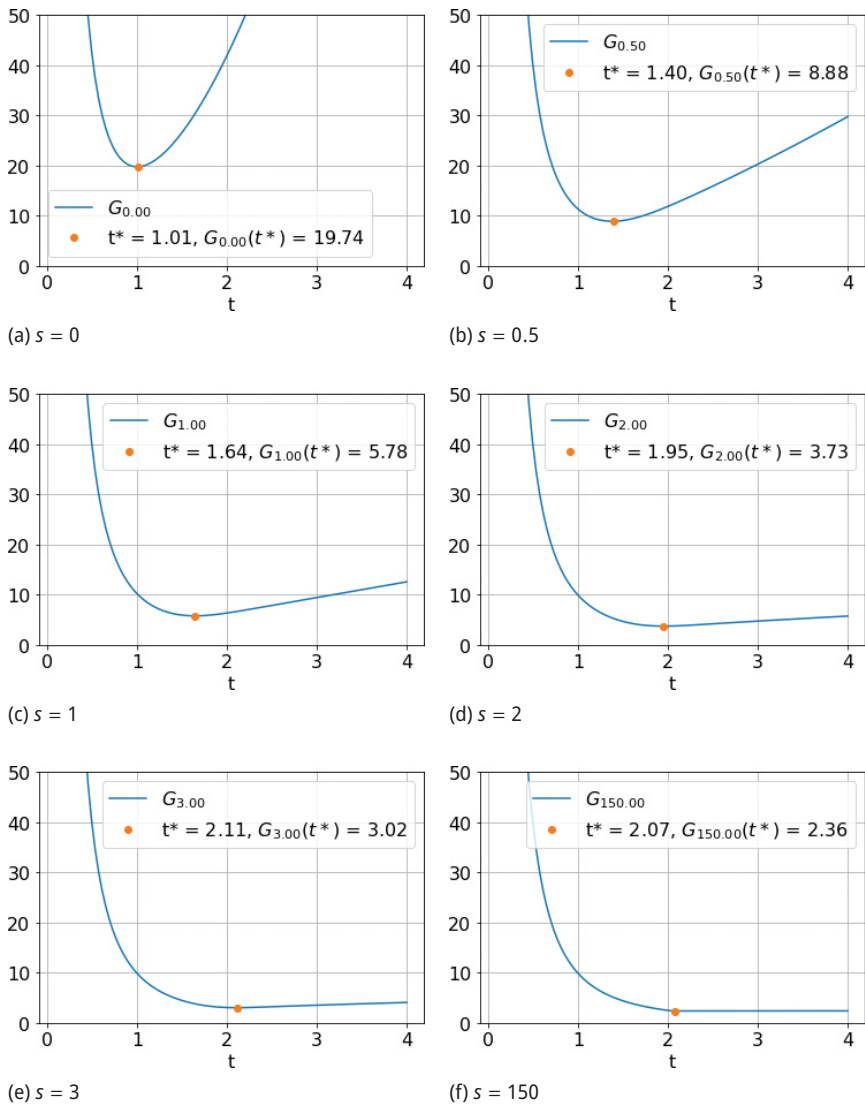 50
40
30
20
10
0
G0.00
t* = 1.01, G0.00(t*) = 19.74
0 1 2 3 4
t
(a) s = 0
50
40
30
20
10
0
G0.50
t* = 1.40, G0.50(t*) = 8.88
0 1 2 3 4
t
(b) s = 0.5
50
40
30
20
10
0
G1.00
t* = 1.64, G1.00(t*) = 5.78
0 1 2 3 4
t
(c) s = 1
50
40
30
20
10
0
G2.00
t* = 1.95, G2.00(t*) = 3.73
0 1 2 3 4
t
(d) s = 2
50
40
30
20
10
0
G3.00
t* = 2.11, G3.00(t*) = 3.02
0 1 2 3 4
t
(e) s = 3
50
40
30
20
10
0
G150.00
t* = 2.07, G150.00(t*) = 2.36
0 1 2 3 4
t
(f) s = 150